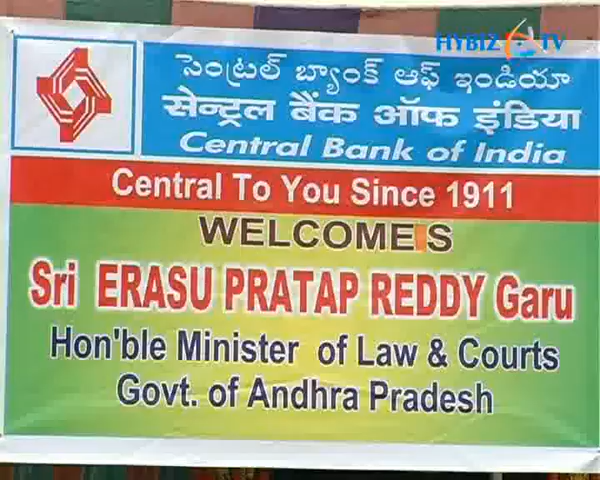 HYBIZ TV
సెంట్రల్ బ్యాంక్ ఆఫ్ ఇండియా
सेन्ट्रल बैंक ऑफ इंडिया
Central Bank of India
Central To You Since 1911
WELCOMES
Sri ERASU PRATAP REDDY Garu
Hon'ble Minister of Law & Courts
Govt. of Andhra Pradesh